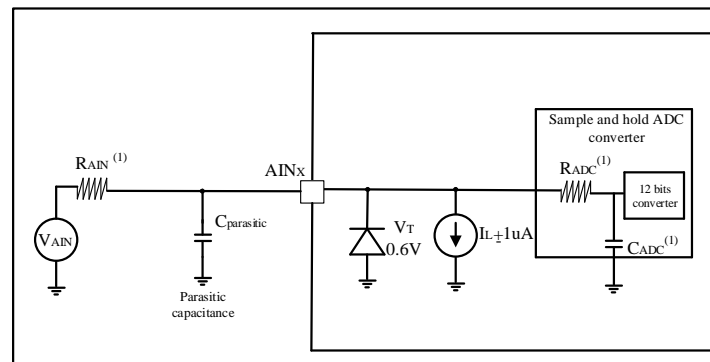 Sample and hold ADC
converter
RAIN (1)
AINx
RADC(1)
12 bits
converter
VAIN
Cparasitic
VT
0.6V
IL±1uA
CADC(1)
Parasitic
capacitance